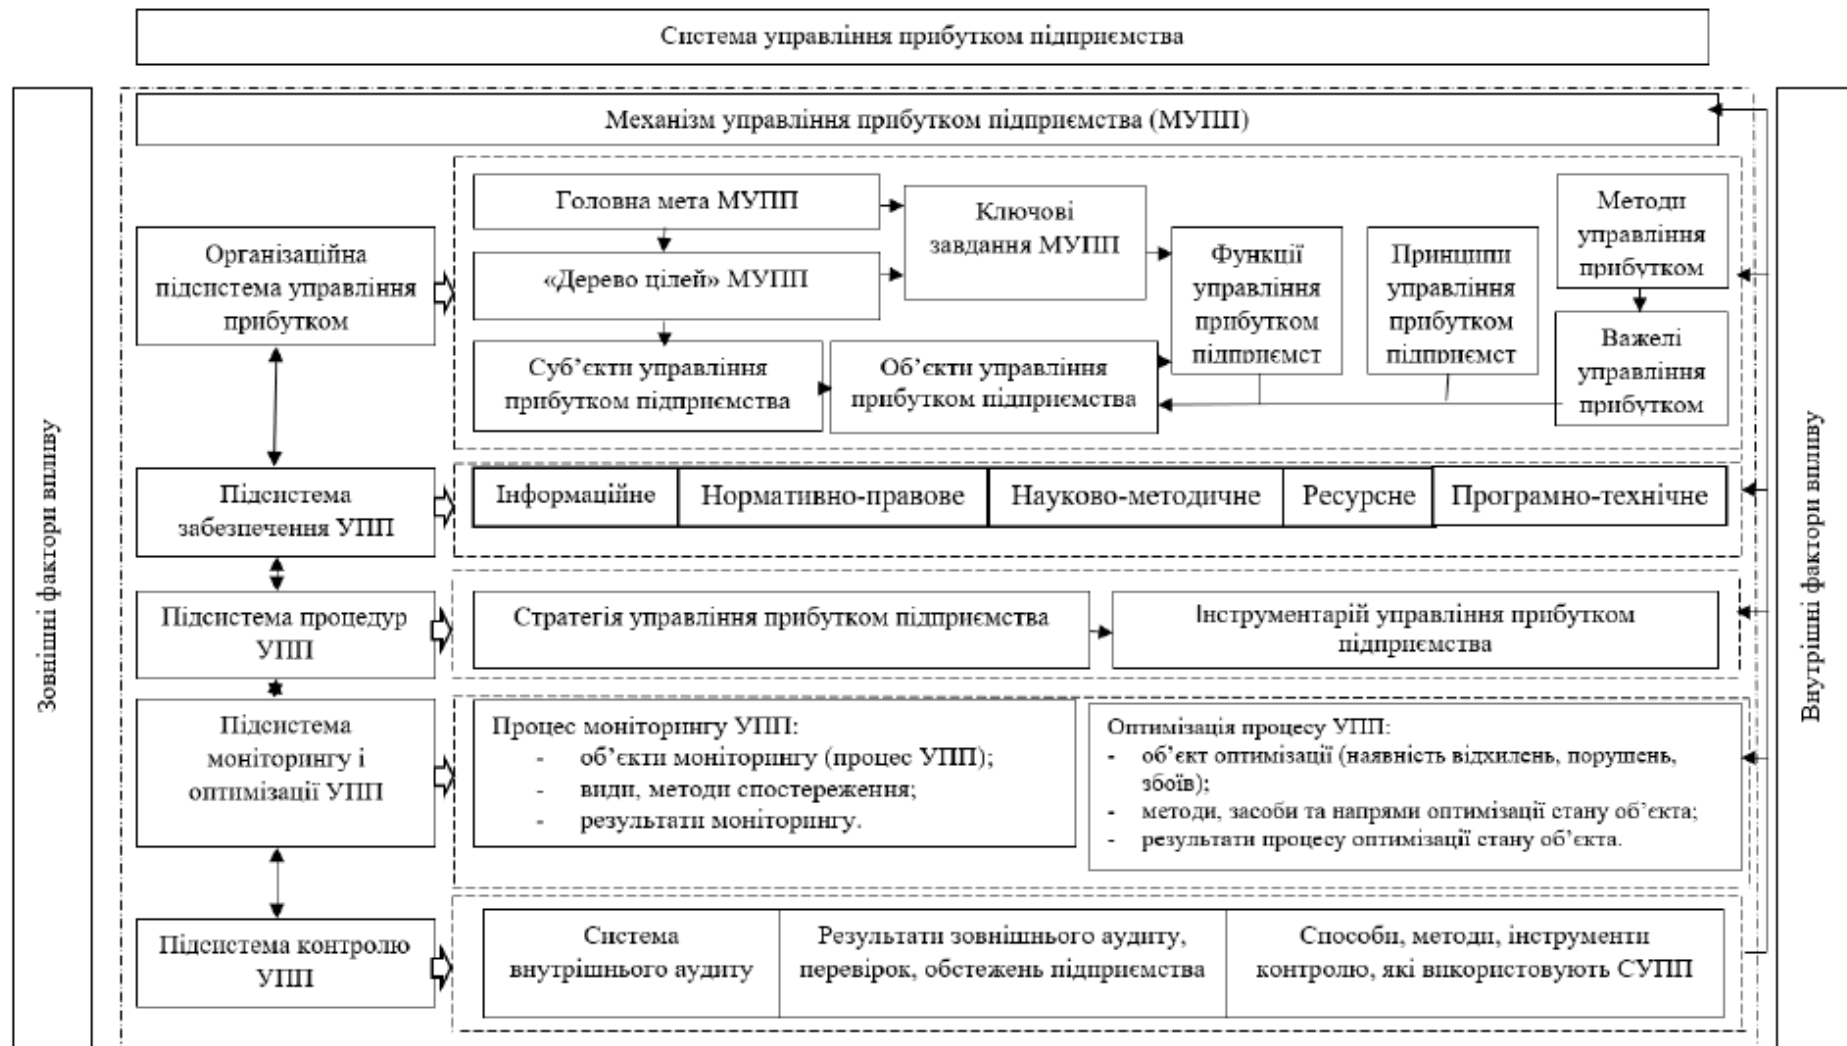 Система управління прибутком підприємства
Зовнішні фактори впливу
Механізм управління прибутком підприємства (МУПП)
Організаційна
підсистема управління
прибутком
Головна мета МУПП
«Дерево цілей» МУПП
Ключові
завдання МУПП
Суб’єкти управління
прибутком підприємства
Об’єкти управління
прибутком підприємства
Функції
управління
прибутком
підприємст
Принципи
управління
прибутком
підприємст
Методи
управління
прибутком
Важелі
управління
прибутком
Підсистема
забезпечення УПП
Інформаційне
Нормативно-правове
Науково-методичне
Ресурсне
Програмно-технічне
Підсистема процедур
УПП
Стратегія управління прибутком підприємства
Інструментарій управління прибутком
підприємства
Підсистема
моніторингу і
оптимізації УПП
Процес моніторингу УПП:
- об’єкти моніторингу (процес УПП);
- види, методи спостереження;
- результати моніторингу.
Оптимізація процесу УПП:
- об’єкт оптимізації (наявність відхилень, порушень,
збоїв);
- методи, засоби та напрями оптимізації стану об’єкта;
- результати процесу оптимізації стану об’єкта.
Підсистема контролю
УПП
Система
внутрішнього аудиту
Результати зовнішнього аудиту,
перевірок, обстежень підприємства
Способи, методи, інструменти
контролю, які використовують СУПП
Внутрішні фактори впливу